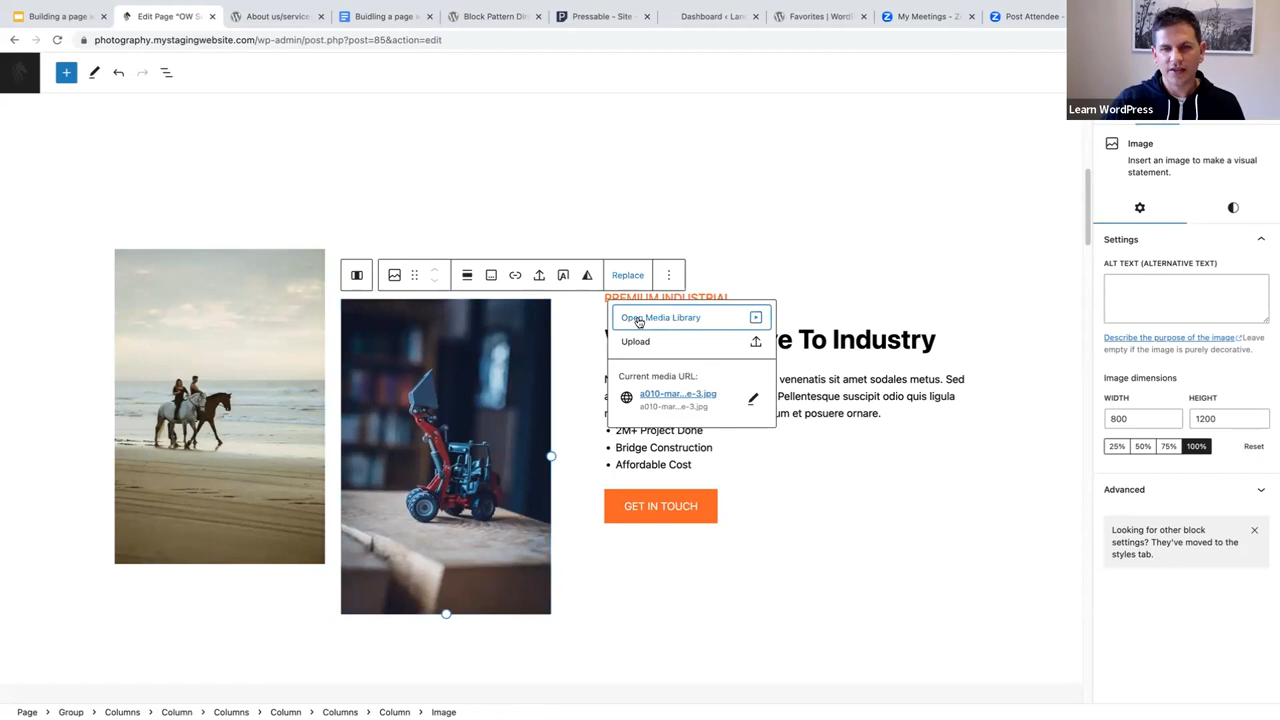 Building a page w
Edit Page "OW S
About us/service
Buidling a page w
Block Pattern Dir
Pressable - Site
Dashboard ‹ Lan
Favorites | Word
My Meetings - Z
Post Attendee -
photography.mystagingwebsite.com/wp-admin/post.php?post=85&action=edit
Learn WordPress
Image
Insert an image to make a visual
statement.
Settings
ALT TEXT (ALTERNATIVE TEXT)
Describe the purpose of the image Leave
empty if the image is purely decorative.
Image dimensions
WIDTH HEIGHT
800 1200
25% 50% 75% 100% Reset
Advanced
Looking for other block
settings? They've moved to the
styles tab.
Replace
PREMIUM INDUSTRIAL
Open Media Library
Upload
Current media URL:
a010-mar...e-3.jpg
a010-mar...e-3.jpg
e To Industry
venenatis sit amet sodales metus. Sed
Pellentesque suscipit odio quis ligula
um et posuere ornare.
• 2M+ Project Done
• Bridge Construction
• Affordable Cost
GET IN TOUCH
Page > Group > Columns > Column > Columns > Column > Columns > Column > Image